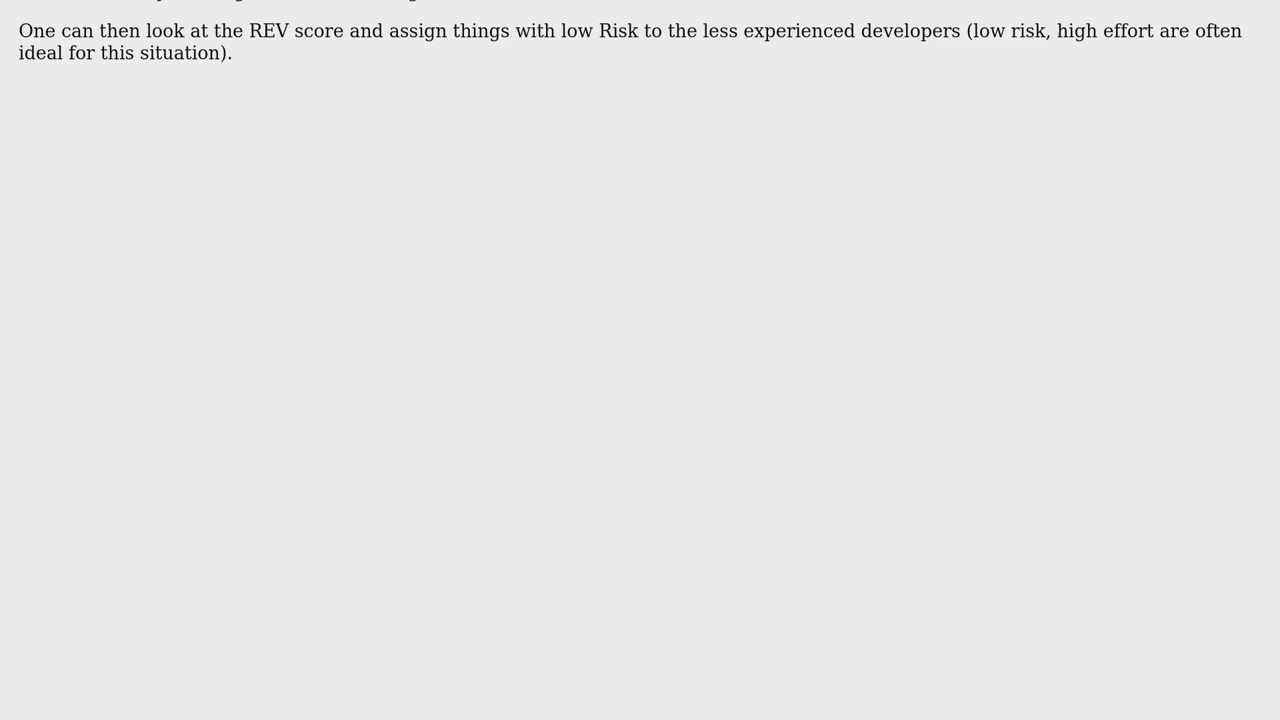 One can then look at the REV score and assign things with low Risk to the less experienced developers (low risk, high effort are often
ideal for this situation).